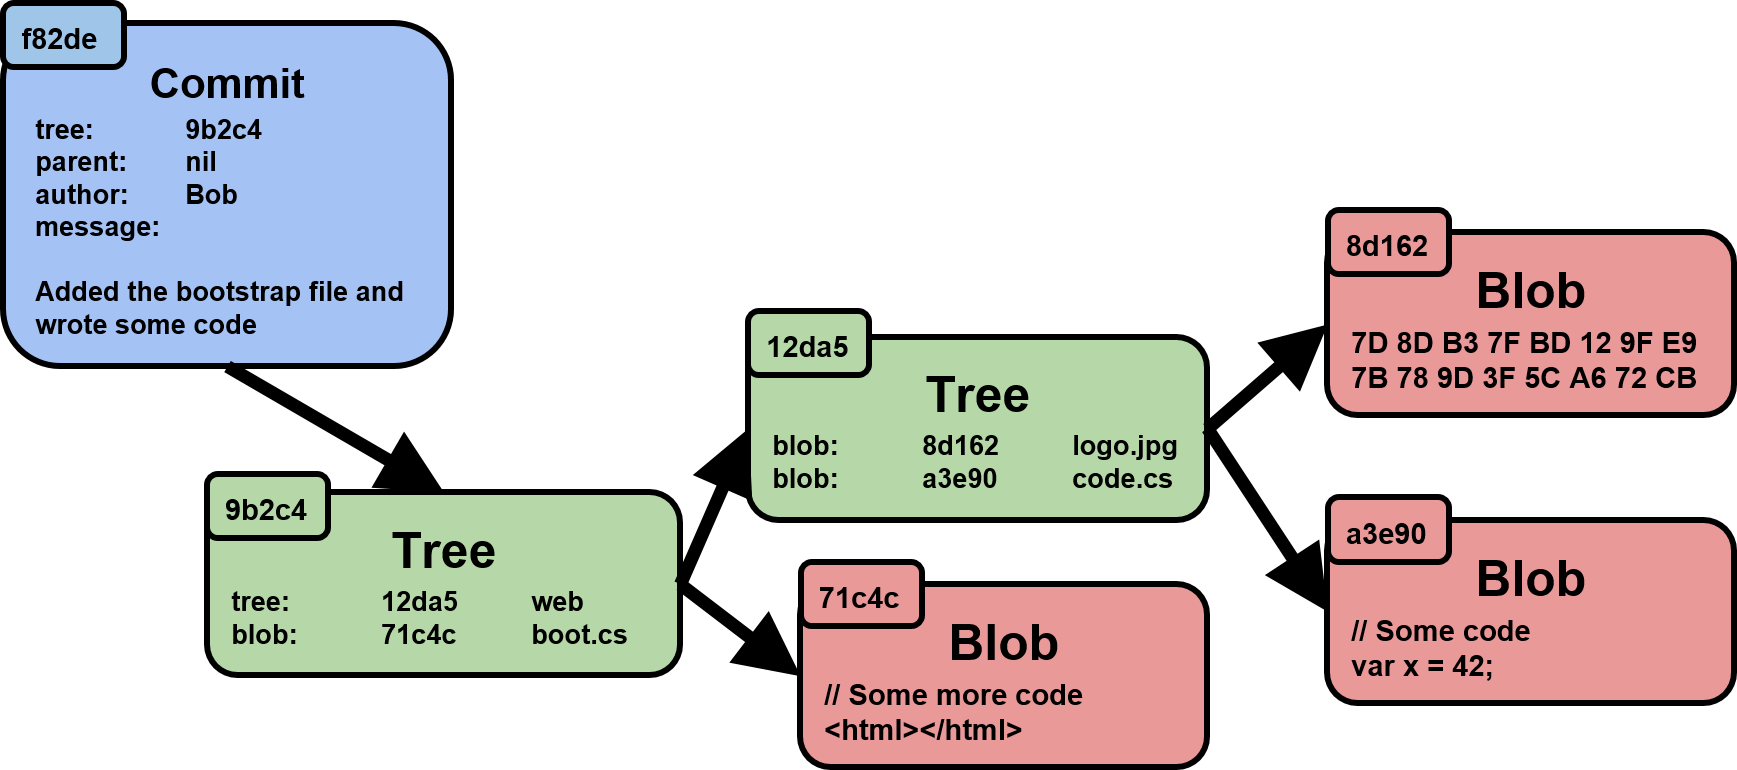 f82de
Commit
tree: 9b2c4
parent: nil
author: Bob
message:
Added the bootstrap file and
wrote some code
9b2c4
Tree
tree: 12da5 web
blob: 71c4c boot.cs
12da5
Tree
blob: 8d162 logo.jpg
blob: a3e90 code.cs
71c4c
Blob
// Some more code
<html></html>
8d162
Blob
7D 8D B3 7F BD 12 9F E9
7B 78 9D 3F 5C A6 72 CB
a3e90
Blob
// Some code
var x = 42;